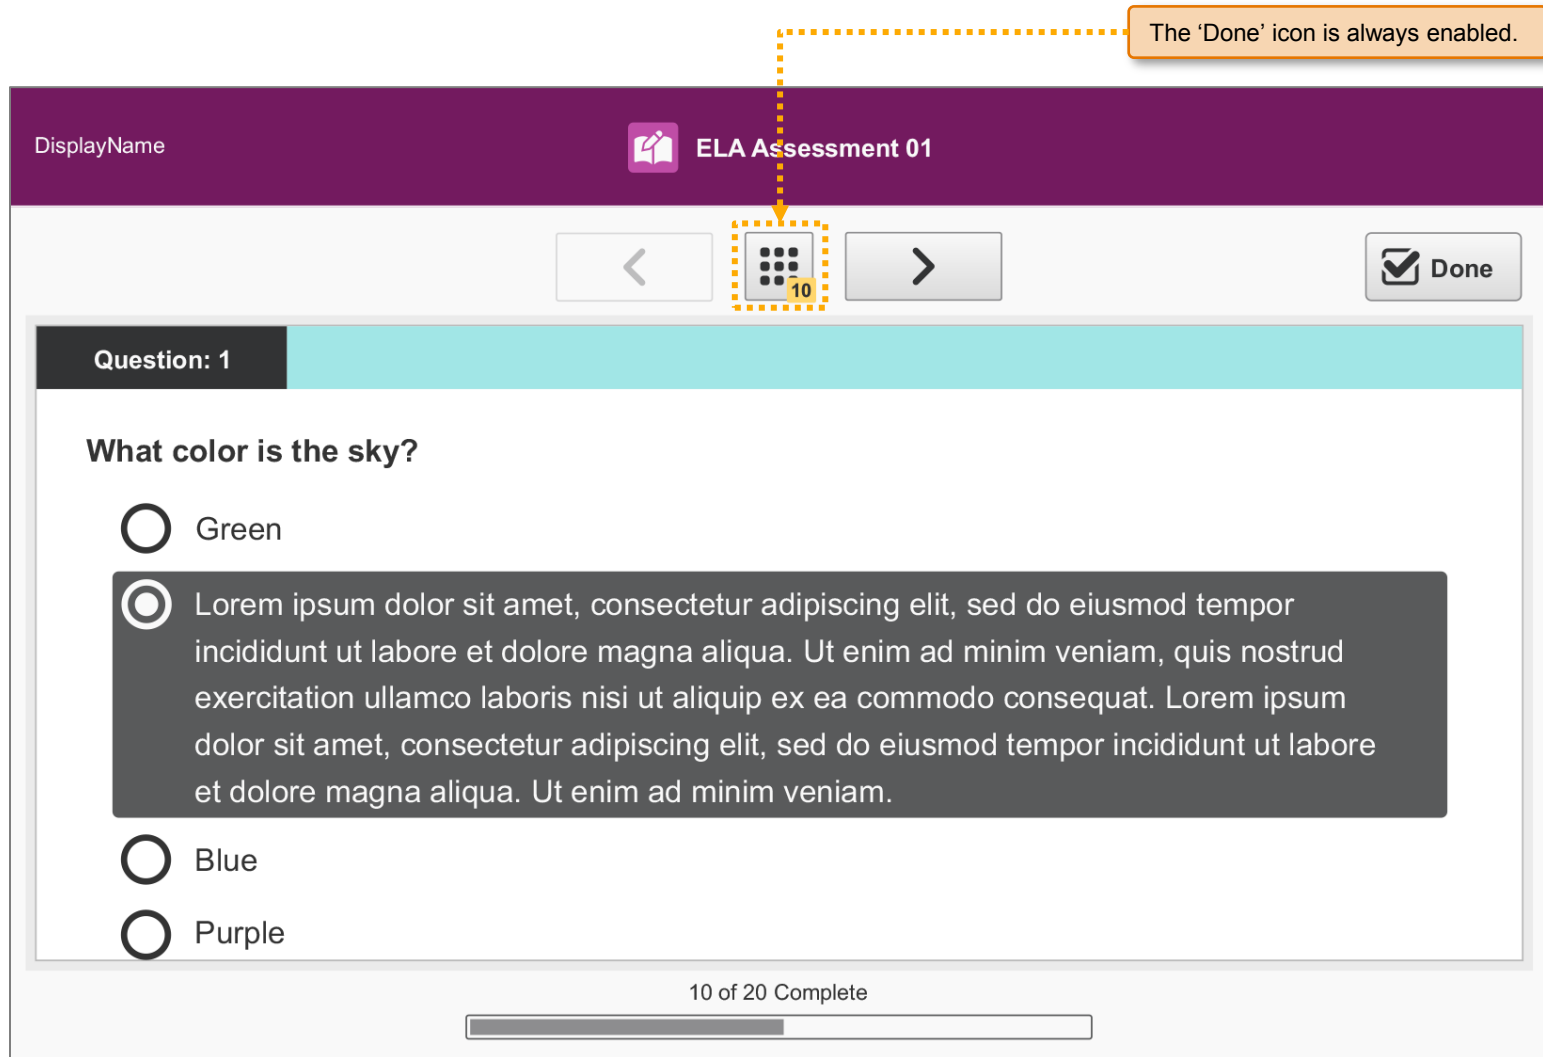 The ‘Done’ icon is always enabled.
DisplayName
ELA Assessment 01
10
Done
Question: 1
What color is the sky?
Green
Lorem ipsum dolor sit amet, consectetur adipiscing elit, sed do eiusmod tempor
incididunt ut labore et dolore magna aliqua. Ut enim ad minim veniam, quis nostrud
exercitation ullamco laboris nisi ut aliquip ex ea commodo consequat. Lorem ipsum
dolor sit amet, consectetur adipiscing elit, sed do eiusmod tempor incididunt ut labore
et dolore magna aliqua. Ut enim ad minim veniam.
Blue
Purple
10 of 20 Complete